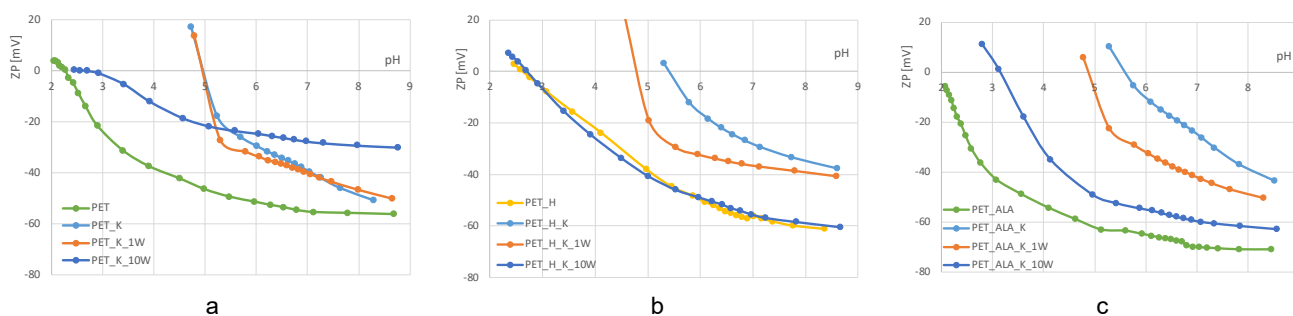 20
0
-20
-40
-60
-80
ZP [mV]
pH
2 3 4 5 6 7 8 9
PET
PET_K
PET_K_1W
PET_K_10W
a
20
0
-20
-40
-60
-80
ZP [mV]
pH
2 3 4 5 6 7 8 9
PET_H
PET_H_K
PET_H_K_1W
PET_H_K_10W
b
20
0
-20
-40
-60
-80
ZP [mV]
pH
2 3 4 5 6 7 8
PET_ALA
PET_ALA_K
PET_ALA_K_1W
PET_ALA_K_10W
c